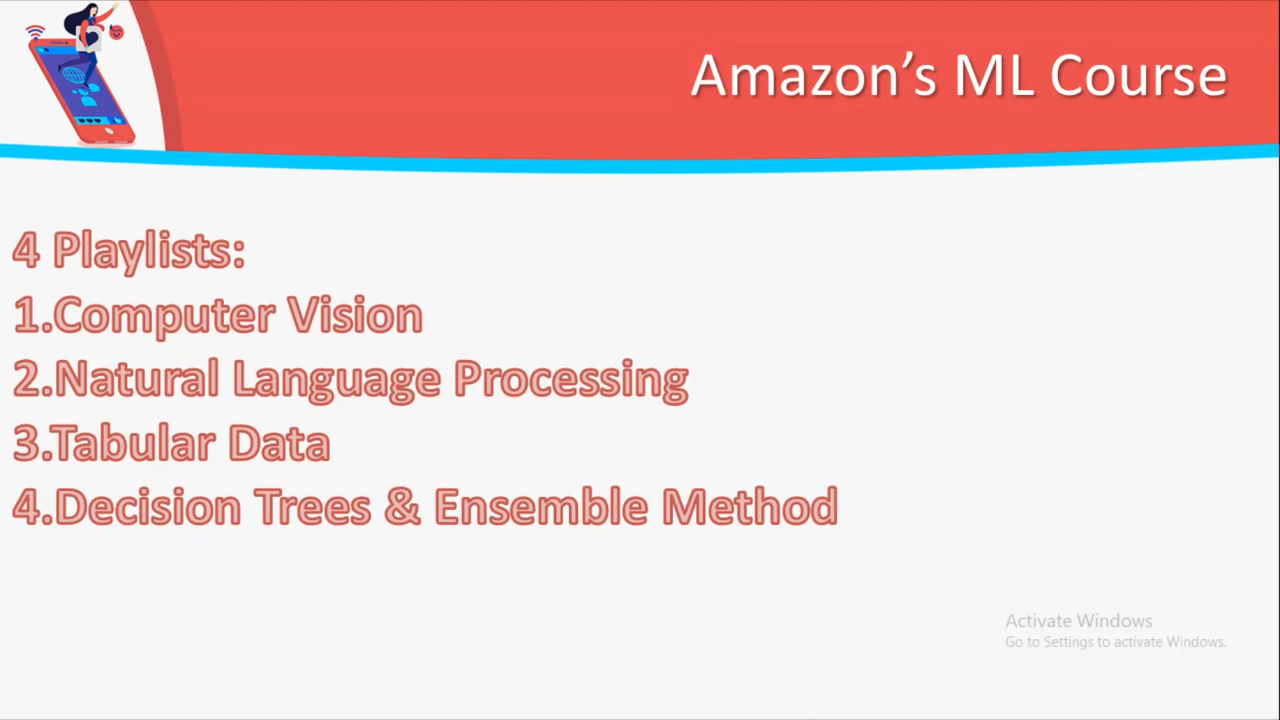 Amazon’s ML Course
4 Playlists:
1.Computer Vision
2.Natural Language Processing
3.Tabular Data
4.Decision Trees & Ensemble Method
Activate Windows
Go to Settings to activate Windows.